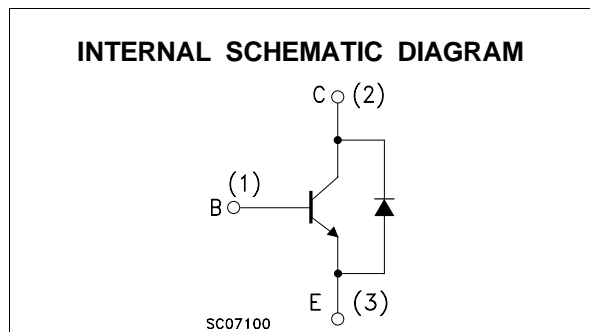 INTERNAL SCHEMATIC DIAGRAM
C (2)
(1)
B
E (3)
SC07100